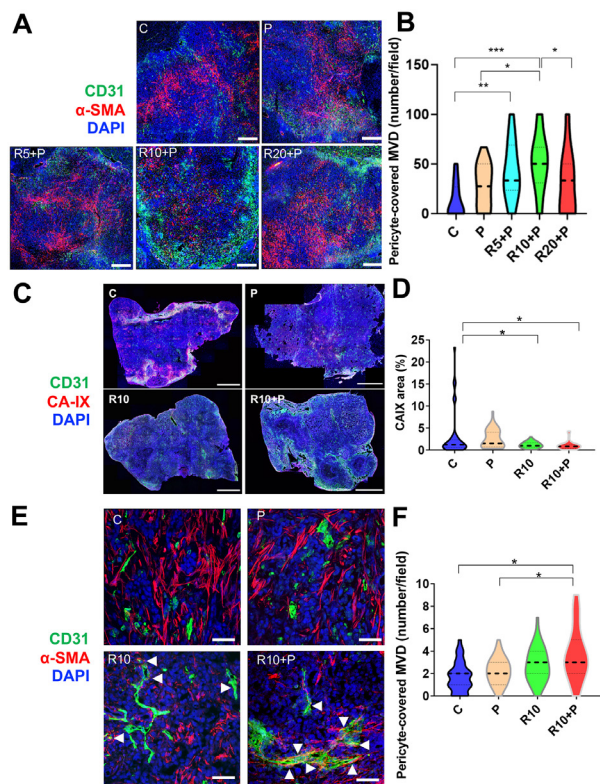 A
C
P
CD31
α-SMA
DAPI
R5+P
R10+P
R20+P
B
Pericyte-covered MVD (number/field)
***
*
*
**
100
50
0
C
P
R5+P
R10+P
R20+P
C
C
P
CD31
CA-IX
DAPI
R10
R10+P
D
CAIX area (%)
*
*
25
20
15
10
5
0
C
P
R10
R10+P
E
C
P
CD31
α-SMA
DAPI
R10
R10+P
F
Pericyte-covered MVD (number/field)
*
*
10
8
6
4
2
0
C
P
R10
R10+P